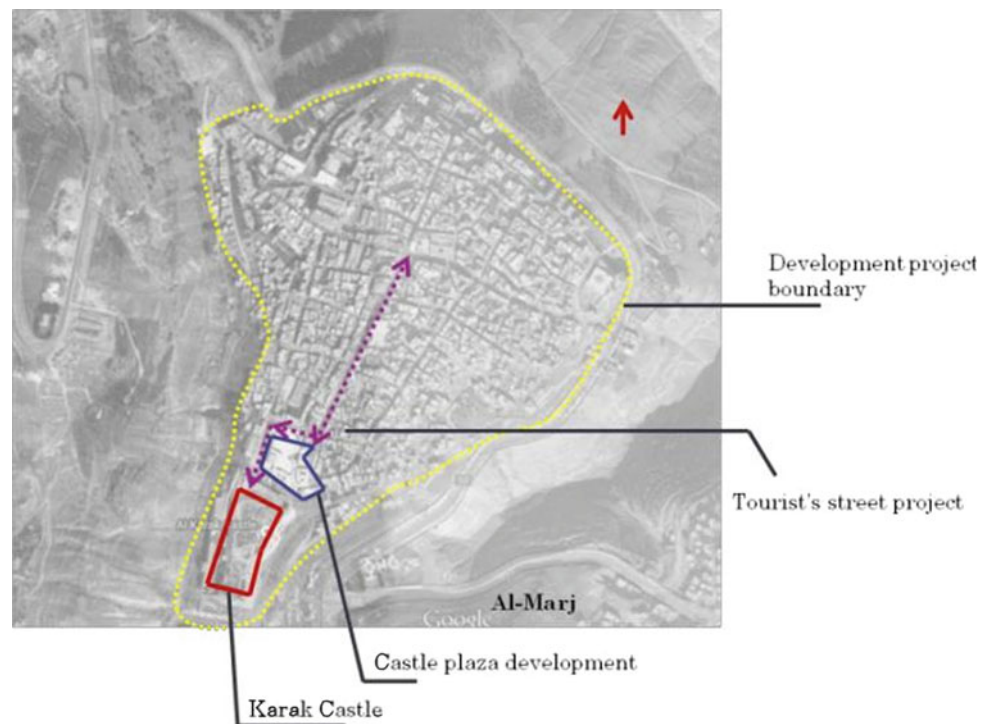 Development project
boundary
Tourist's street project
Al-Marj
Google
Castle plaza development
Karak Castle